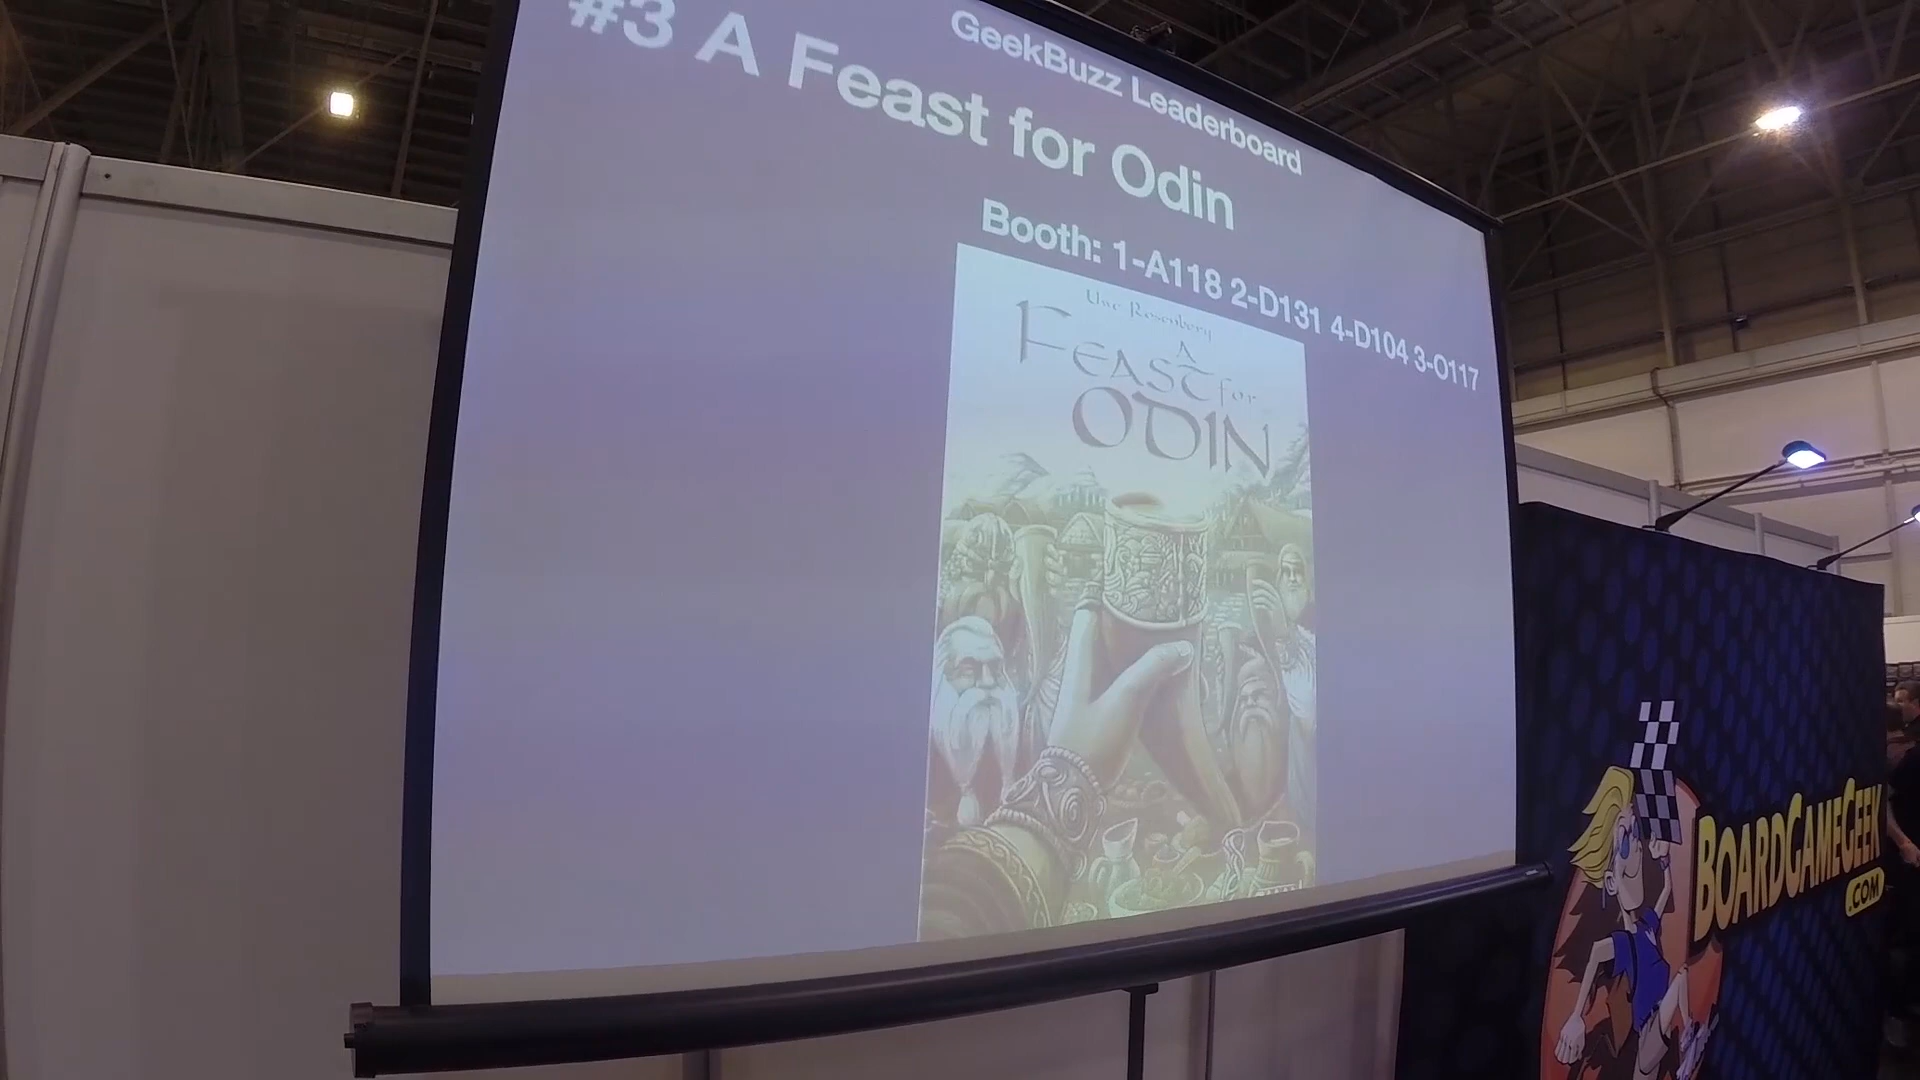 GeekBuzz Leaderboard
#3 A Feast for Odin
Booth: 1-A118 2-D131 4-D104 3-O117
Uwe Rosenberg
A
FEAST for
ODIN
BOARDGAMEGEEK
.COM